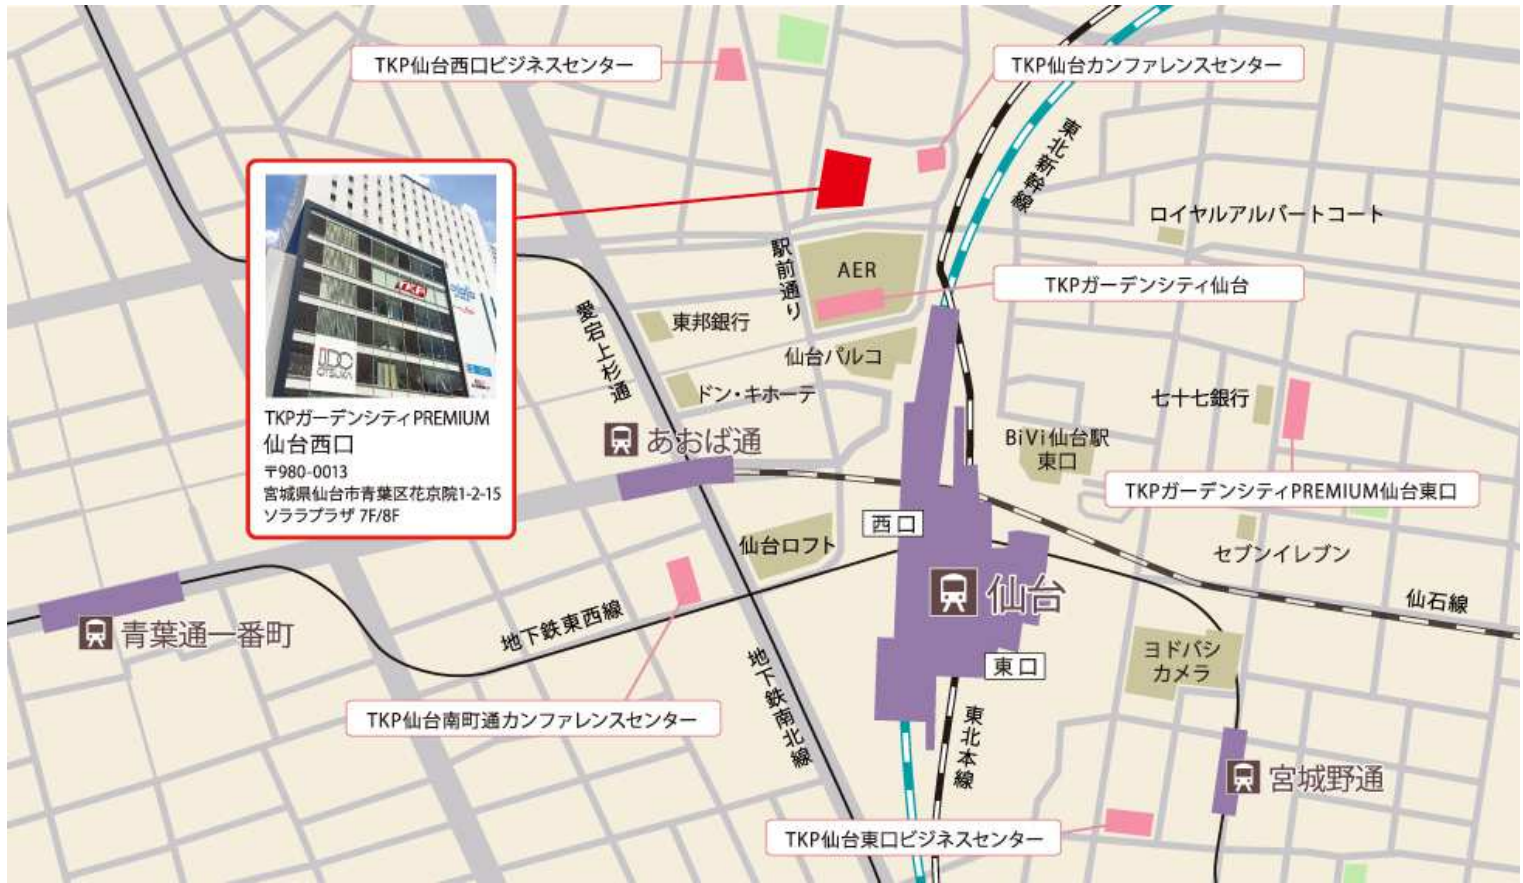 TKP仙台西口ビジネスセンター
TKP仙台カンファレンスセンター
東北新幹線
ロイヤルアルバートコート
駅前通り
AER
TKPガーデンシティ仙台
愛宕上杉通
東邦銀行
仙台パルコ
ドン・キホーテ
七十七銀行
あおば通
BiVi仙台駅
東口
TKP
IDC
OTSUKA
TKPガーデンシティPREMIUM
仙台西口
〒980-0013
宮城県仙台市青葉区花京院1-2-15
ソララプラザ 7F/8F
TKPガーデンシティPREMIUM仙台東口
西口
仙台ロフト
セブンイレブン
仙台
仙石線
青葉通一番町
地下鉄東西線
東口
ヨドバシ
カメラ
地下鉄南北線
TKP仙台南町通カンファレンスセンター
東北本線
宮城野通
TKP仙台東口ビジネスセンター